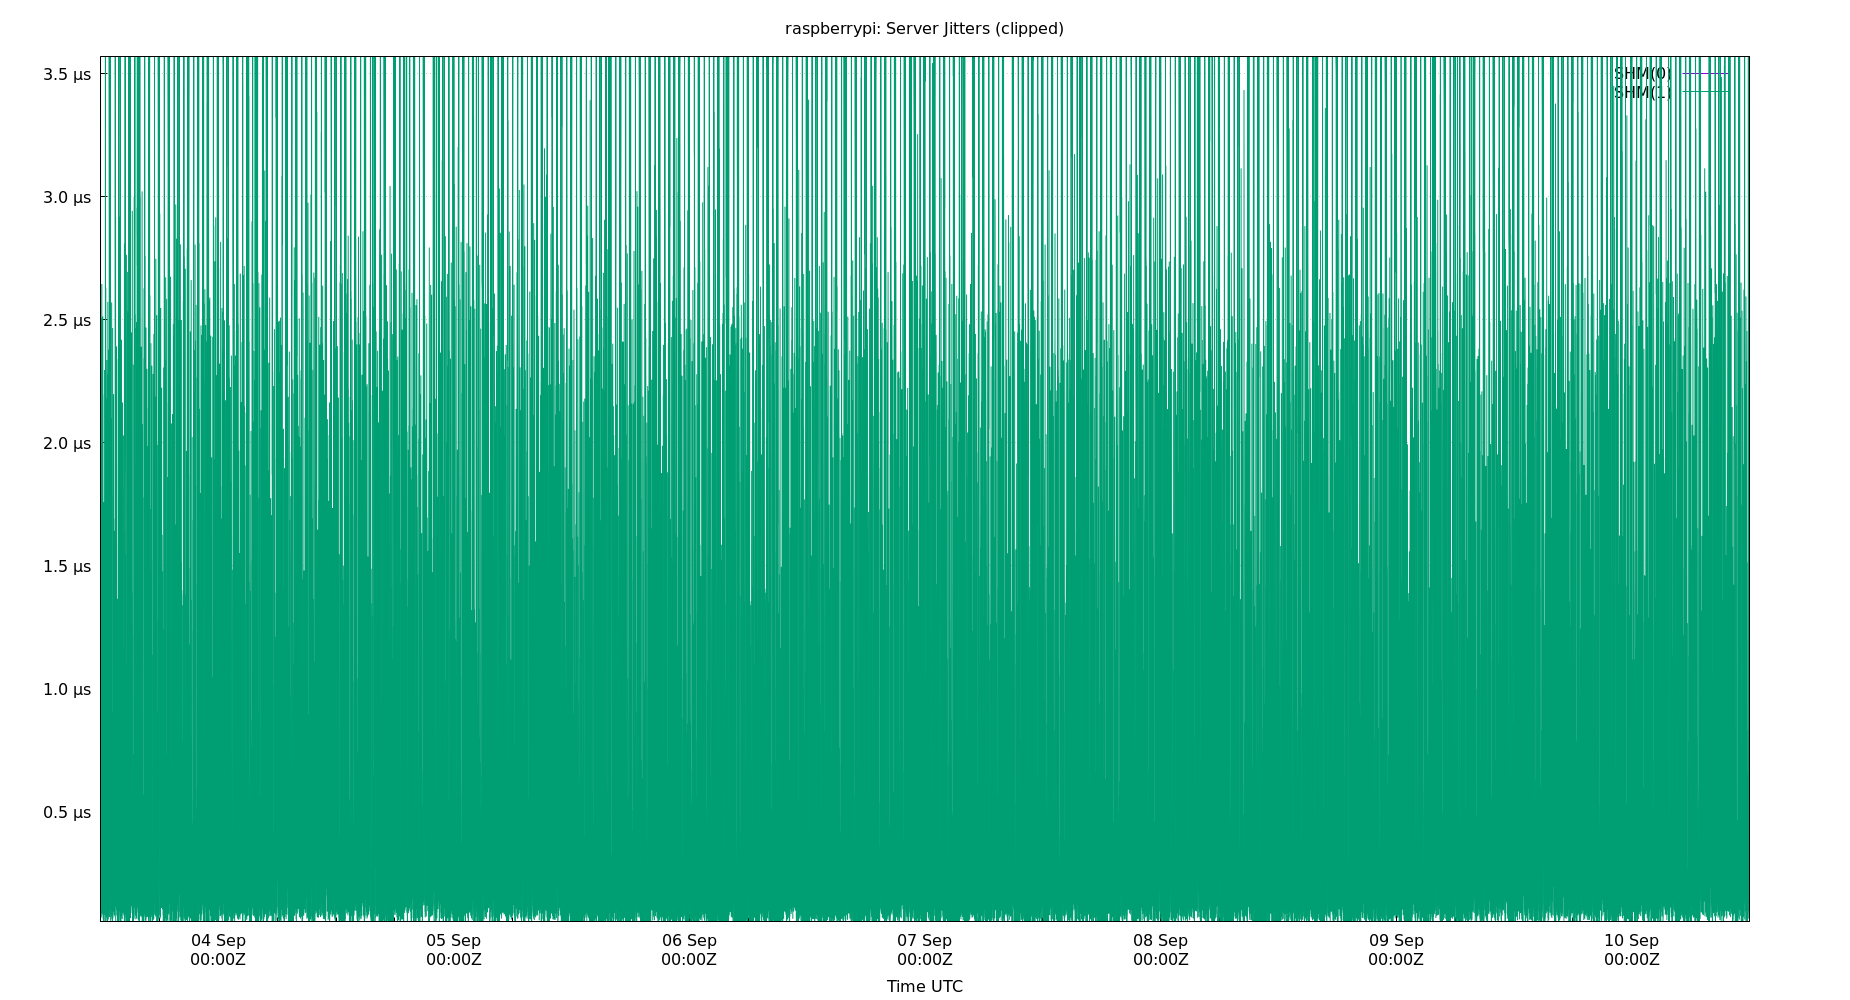 raspberrypi: Server Jitters (clipped)
3.5 µs
3.0 µs
2.5 µs
2.0 µs
1.5 µs
1.0 µs
0.5 µs
SHM(0)
SHM(1)
04 Sep
00:00Z
05 Sep
00:00Z
06 Sep
00:00Z
07 Sep
00:00Z
08 Sep
00:00Z
09 Sep
00:00Z
10 Sep
00:00Z
Time UTC